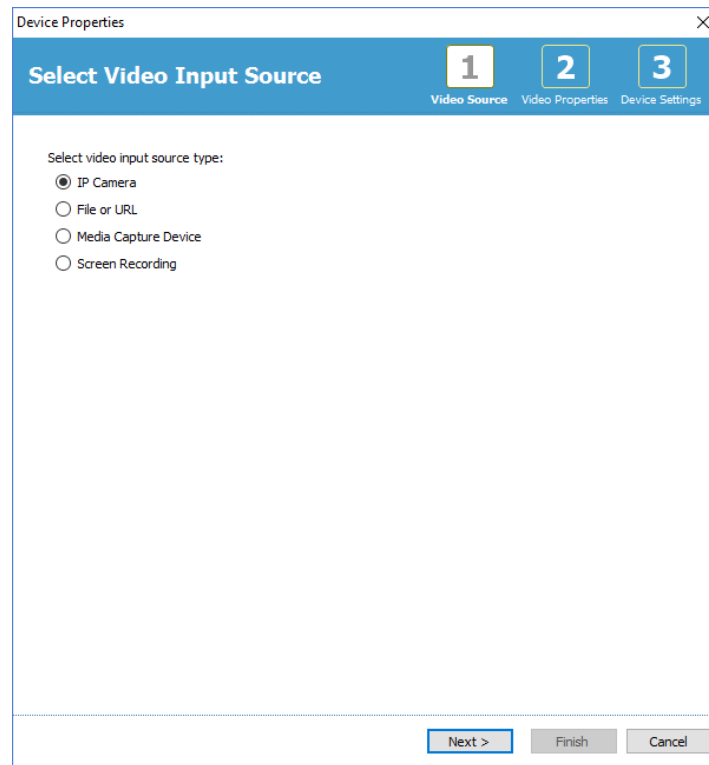 Device Properties
Select Video Input Source
1 2 3
Video Source Video Properties Device Settings
Select video input source type:
IP Camera
File or URL
Media Capture Device
Screen Recording
Next > Finish Cancel